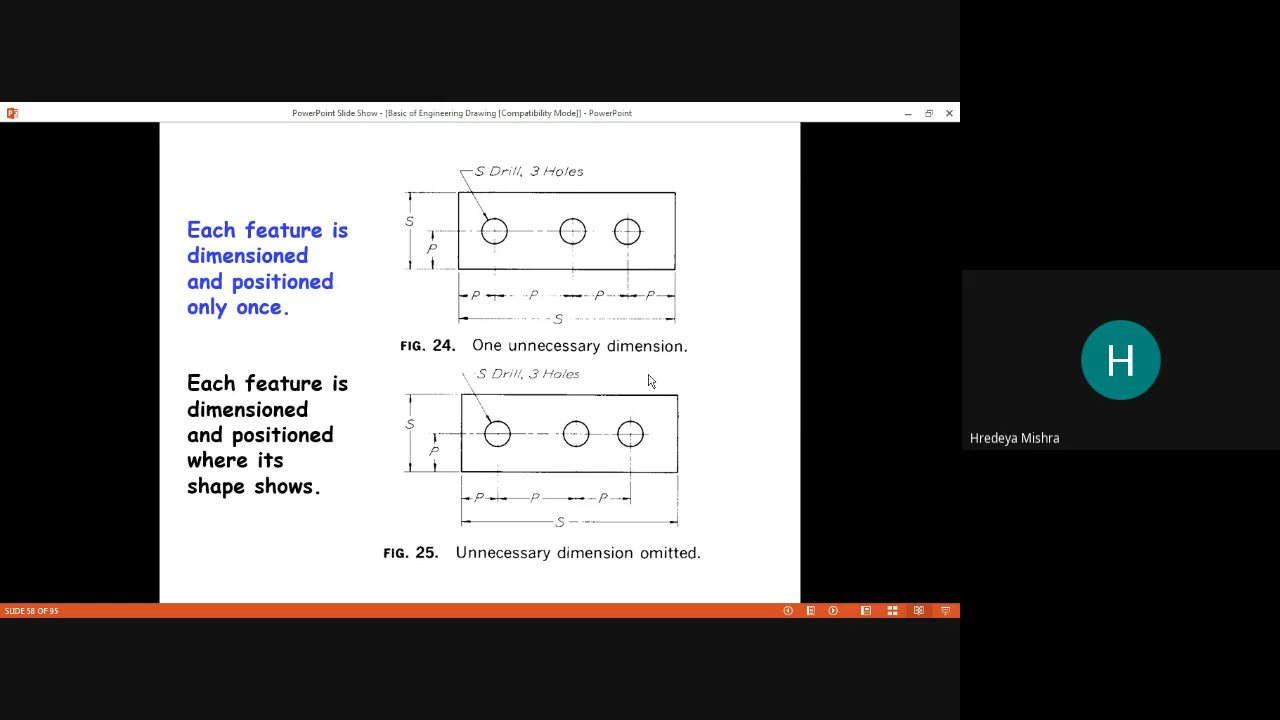 PowerPoint Slide Show - [Basic of Engineering Drawing [Compatibility Mode]] - PowerPoint
S Drill, 3 Holes
S
P
P P P P
S
FIG. 24. One unnecessary dimension.
Each feature is
dimensioned
and positioned
only once.
S Drill, 3 Holes
S
P
P P P
S
FIG. 25. Unnecessary dimension omitted.
Each feature is
dimensioned
and positioned
where its
shape shows.
SLIDE 58 OF 95
H
Hredeya Mishra